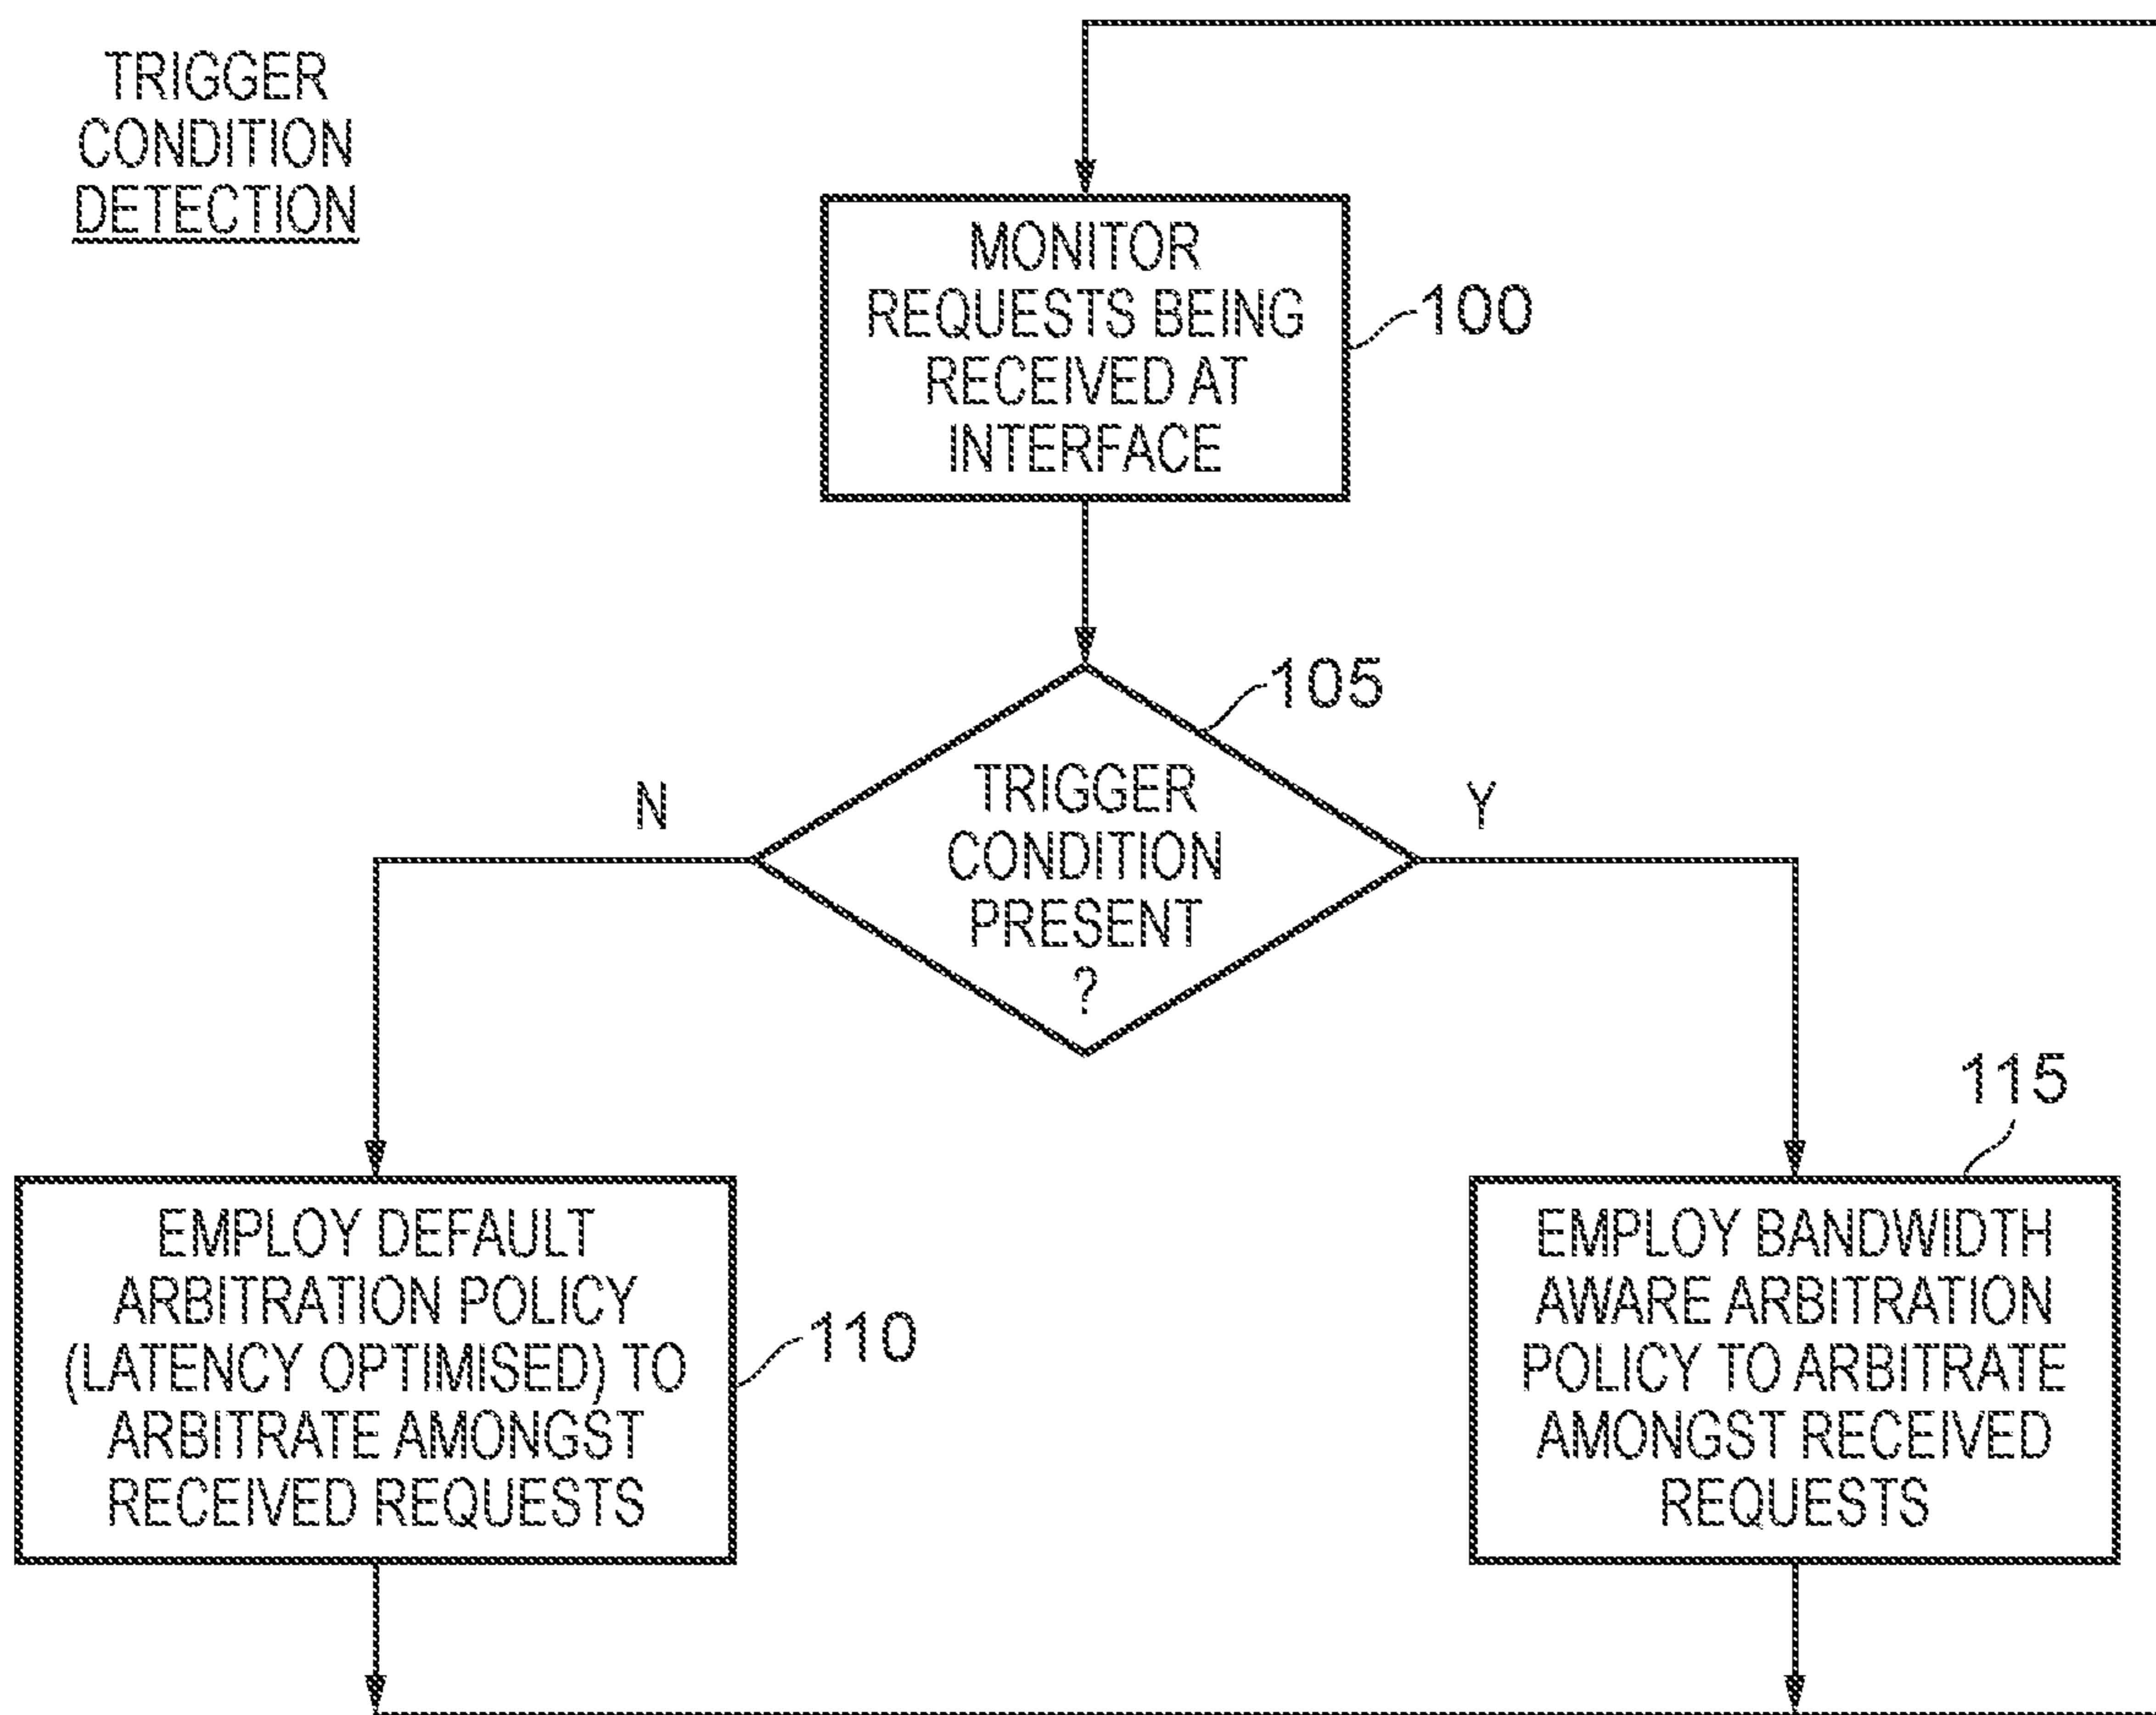 TRIGGER
CONDITION
DETECTION
MONITOR
REQUESTS BEING
RECEIVED AT
INTERFACE
100
105
TRIGGER
CONDITION
PRESENT
?
N
Y
EMPLOY DEFAULT
ARBITRATION POLICY
(LATENCY OPTIMISED) TO
ARBITRATE AMONGST
RECEIVED REQUESTS
110
115
EMPLOY BANDWIDTH
AWARE ARBITRATION
POLICY TO ARBITRATE
AMONGST RECEIVED
REQUESTS